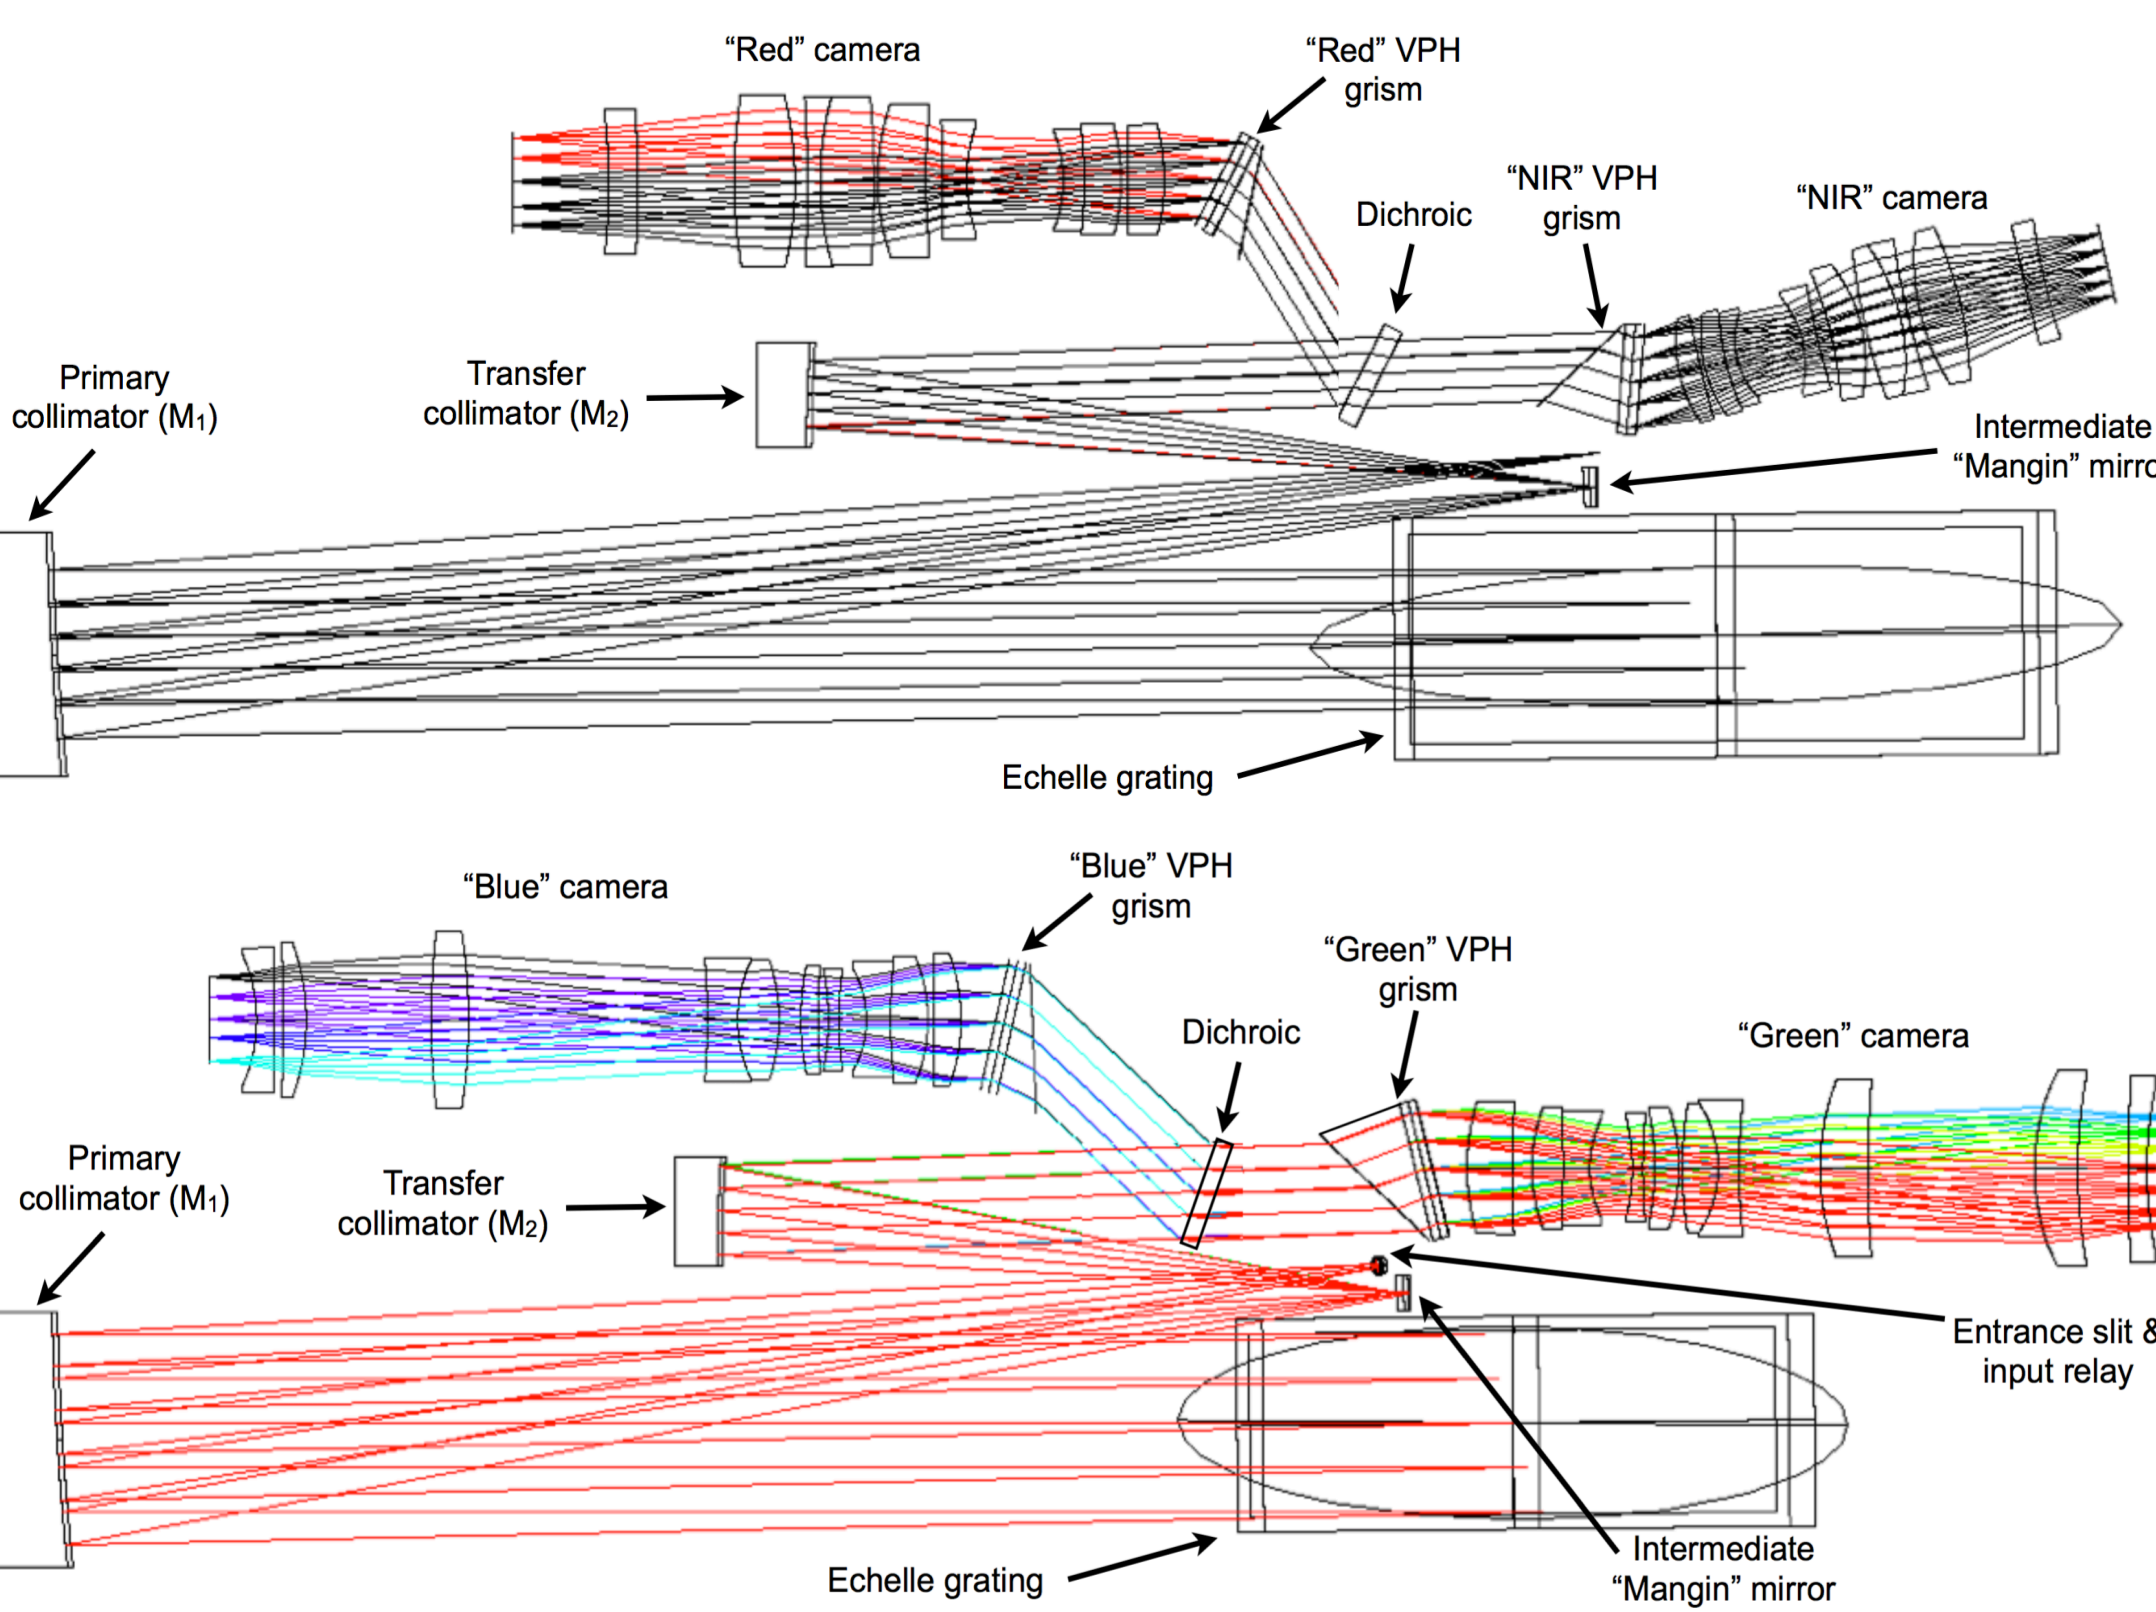 “Red” camera
“Red” VPH
grism
“NIR” VPH
grism
“NIR” camera
Dichroic
Primary
collimator (M1)
Transfer
collimator (M2)
Intermediate
“Mangin” mirro
Echelle grating
“Blue” camera
“Blue” VPH
grism
“Green” VPH
grism
Dichroic
“Green” camera
Primary
collimator (M1)
Transfer
collimator (M2)
Entrance slit &
input relay
Echelle grating
Intermediate
“Mangin” mirror